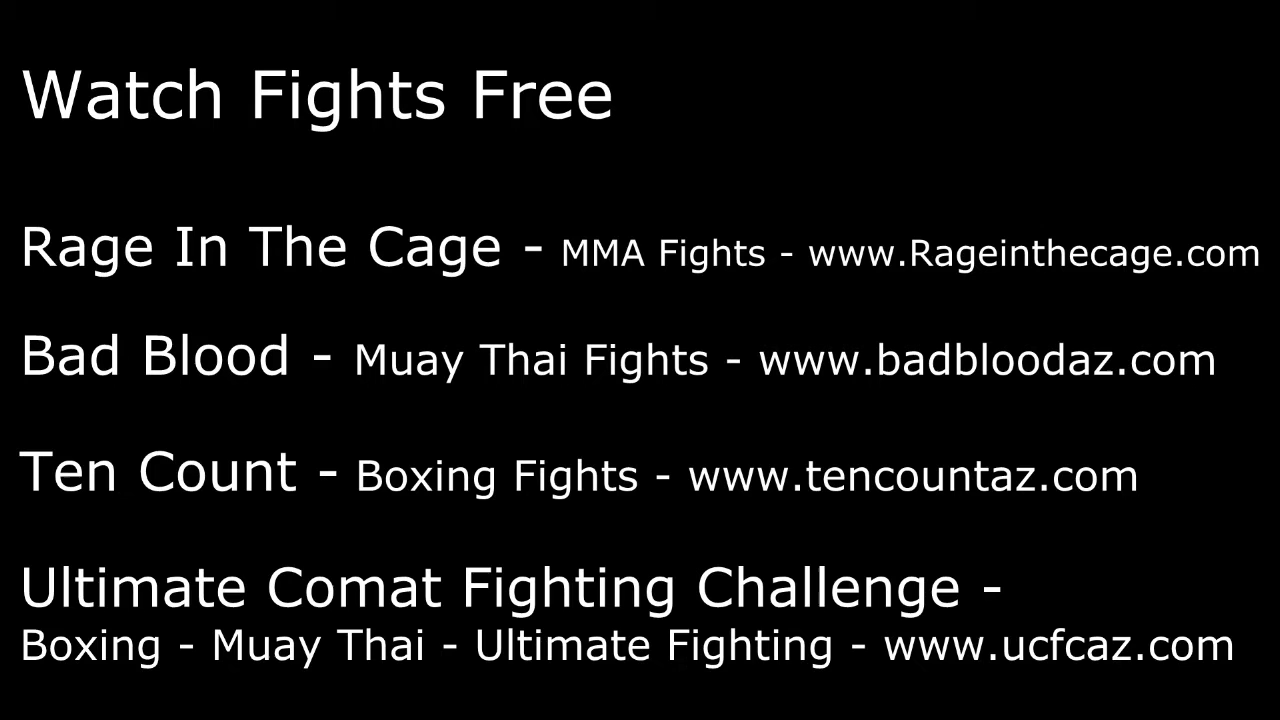 Watch Fights Free
Rage In The Cage - MMA Fights - www.Rageinthecage.com
Bad Blood - Muay Thai Fights - www.badbloodaz.com
Ten Count - Boxing Fights - www.tencountaz.com
Ultimate Comat Fighting Challenge -
Boxing - Muay Thai - Ultimate Fighting - www.ucfcaz.com